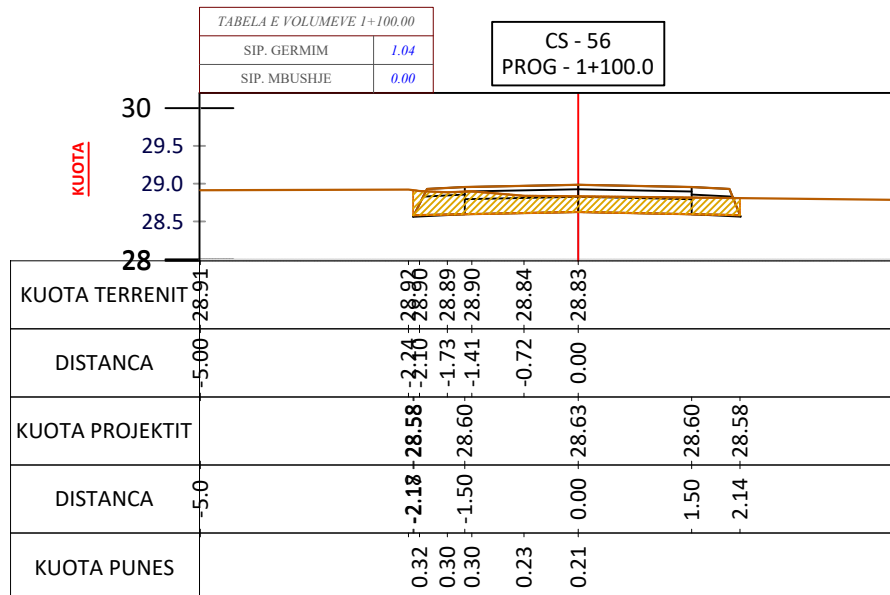 TABELA E VOLUMEVE 1+100.00
SIP. GERMIM 1.04
SIP. MBUSHJE 0.00
CS - 56
PROG - 1+100.0
KUOTA
30
29.5
29.0
28.5
28
KUOTA TERRENIT 28.91 28.92 28.90 28.89 28.90 28.84 28.83
DISTANCA -5.00 -2.24 -2.10 -1.73 -1.41 -0.72 0.00
KUOTA PROJEKTIT 28.58 28.60 28.63 28.60 28.58
DISTANCA -5.0 -1.50 0.00 1.50 2.14
KUOTA PUNES 0.32 0.30 0.30 0.23 0.21